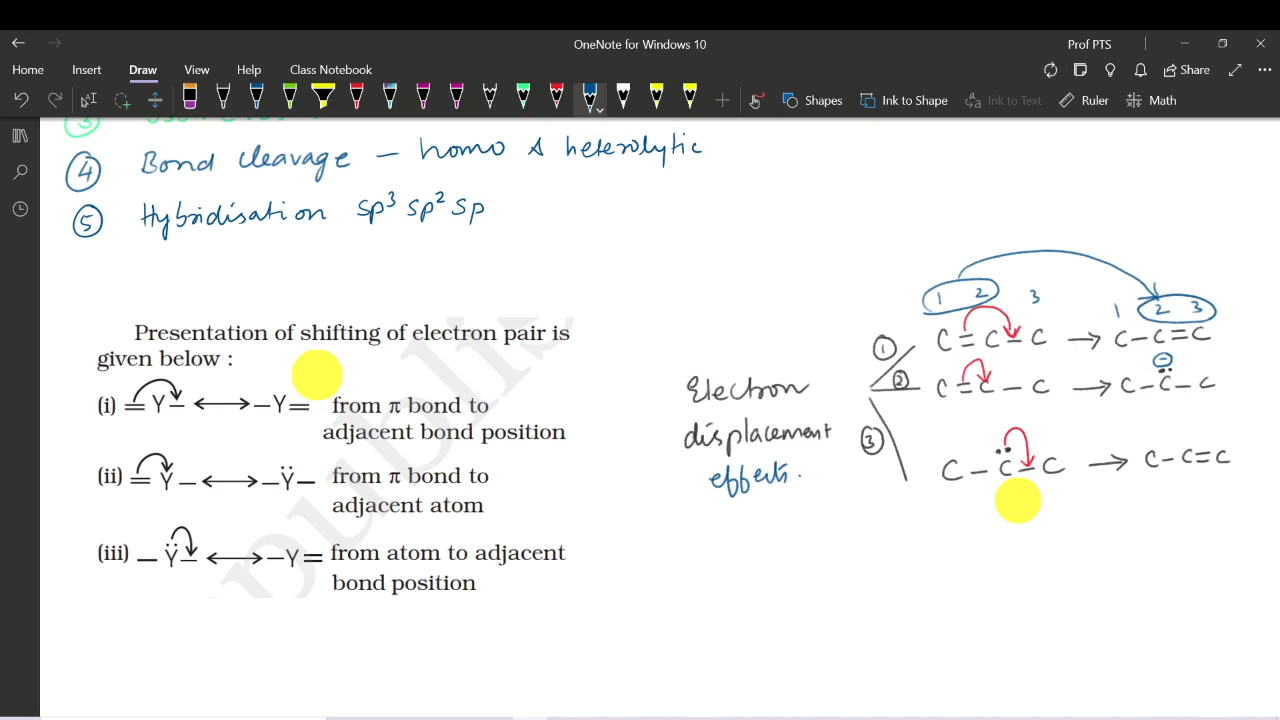 OneNote for Windows 10
Prof PTS
Home Insert Draw View Help Class Notebook
Share
Shapes Ink to Shape Ink to Text Ruler Math
3
4 Bond cleavage – homo & heterolytic
5 Hybridisation sp³ sp² sp
Presentation of shifting of electron pair is
given below :
(i) =Y– ↔ –Y= from π bond to
adjacent bond position
(ii) =Y– ↔ –Ÿ– from π bond to
adjacent atom
(iii) –Ÿ– ↔ –Y= from atom to adjacent
bond position
Electron
displacement
effects.
1 2 3 1 2 3
① C=C–C → C–C=C
② C=C–C → C–C̈–C
⊖
③ C–C̈–C → C–C=C
publis
republis